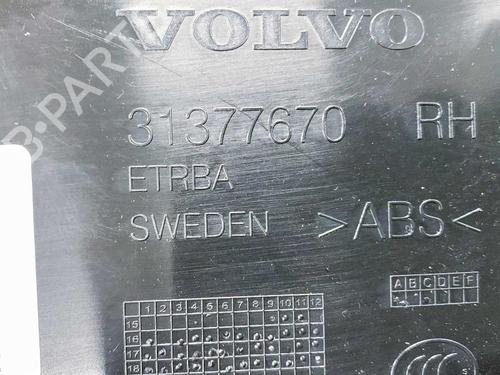 VOLVO
31377670 RH
ETRBA
SWEDEN >ABS<
A B C D E F
1 2 3 4 5 6 7 8 9 10 11 12
15
16
17
18
B-PARTS